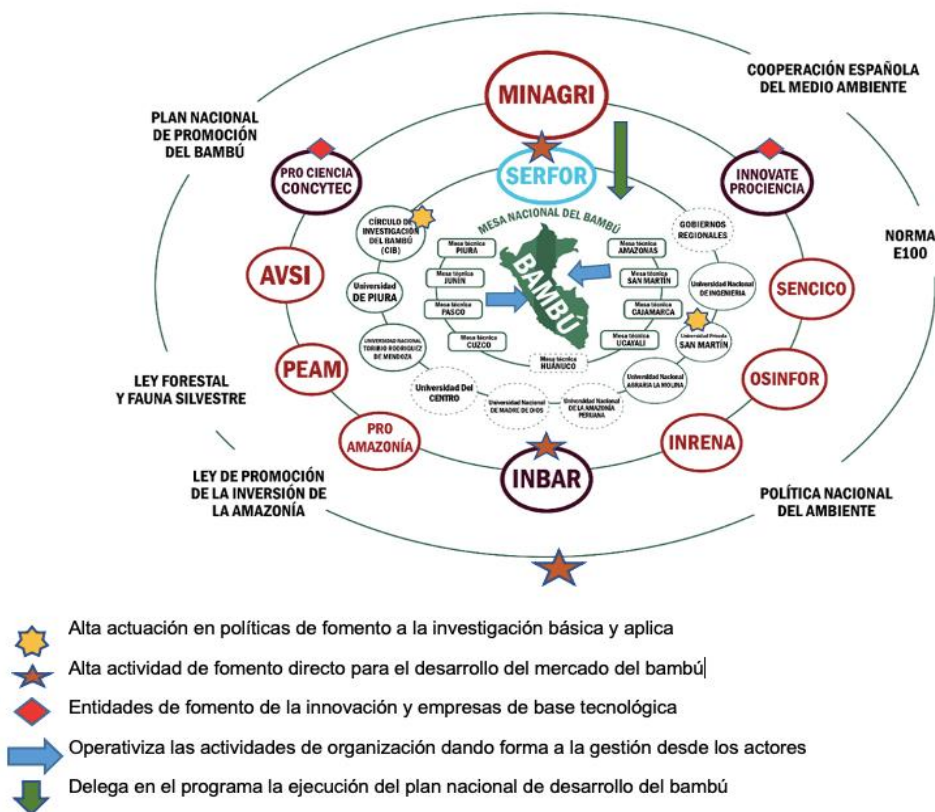 COOPERACIÓN ESPAÑOLA
DEL MEDIO AMBIENTE
MINAGRI
PLAN NACIONAL
DE PROMOCIÓN
DEL BAMBÚ
PRO CIENCIA
CONCYTEC
SERFOR
INNOVATE
PROCIENCIA
MESA NACIONAL DEL BAMBÚ
CÍRCULO DE
INVESTIGACIÓN
DEL BAMBÚ
(CIB)
GOBIERNOS
REGIONALES
NORMA
E100
Mesa técnica
PIURA
Mesa técnica
AMAZONAS
AVSI
Universidad
DE PIURA
Mesa técnica
JUNÍN
BAMBÚ
Mesa técnica
SAN MARTÍN
Universidad Nacional
DE INGENIERIA
SENCICO
Mesa técnica
PASCO
Mesa técnica
CAJAMARCA
UNIVERSIDAD NACIONAL
TORIBIO RODRIGUEZ
DE MENDOZA
Mesa técnica
CUZCO
Mesa técnica
UCAYALI
Universidad Privada
SAN MARTÍN
PEAM
Mesa técnica
HUÁNUCO
OSINFOR
LEY FORESTAL
Y FAUNA SILVESTRE
Universidad Del
CENTRO
Universidad Nacional
DE MADRE DE DIOS
Universidad Nacional
DE LA AMAZONÍA
PERUANA
Universidad Nacional
AGRARIA LA MOLINA
PRO
AMAZONÍA
INBAR
INRENA
LEY DE PROMOCIÓN
DE LA INVERSIÓN DE
LA AMAZONÍA
POLÍTICA NACIONAL
DEL AMBIENTE
Alta actuación en políticas de fomento a la investigación básica y aplica
Alta actividad de fomento directo para el desarrollo del mercado del bambú
Entidades de fomento de la innovación y empresas de base tecnológica
Operativiza las actividades de organización dando forma a la gestión desde los actores
Delega en el programa la ejecución del plan nacional de desarrollo del bambú